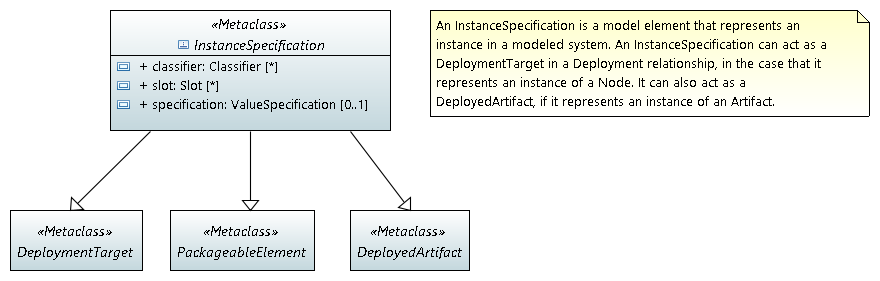 «Metaclass»
InstanceSpecification
+ classifier: Classifier [*]
+ slot: Slot [*]
+ specification: ValueSpecification [0..1]
An InstanceSpecification is a model element that represents an
instance in a modeled system. An InstanceSpecification can act as a
DeploymentTarget in a Deployment relationship, in the case that it
represents an instance of a Node. It can also act as a
DeployedArtifact, if it represents an instance of an Artifact.
«Metaclass»
DeploymentTarget
«Metaclass»
PackageableElement
«Metaclass»
DeployedArtifact